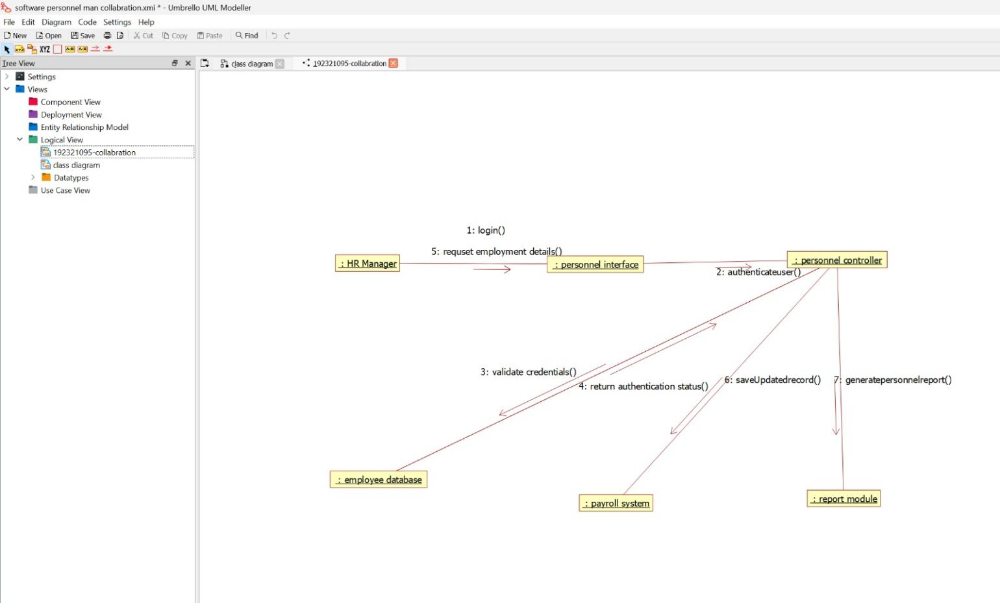 software personnel man collabration.xmi * - Umbrello UML Modeller
File Edit Diagram Code Settings Help
New Open Save Cut Copy Paste Find
XYZ XYZ A:B A:B
Tree View
class diagram 192321095-collabration
Settings
Views
Component View
Deployment View
Entity Relationship Model
Logical View
192321095-collabration
class diagram
Datatypes
Use Case View
1: login()
5: requset employment details()
: HR Manager
: personnel interface
: personnel controller
2: authenticateuser()
3: validate credentials()
4: return authentication status()
6: saveUpdatedrecord()
7: generatepersonnelreport()
: employee database
: payroll system
: report module